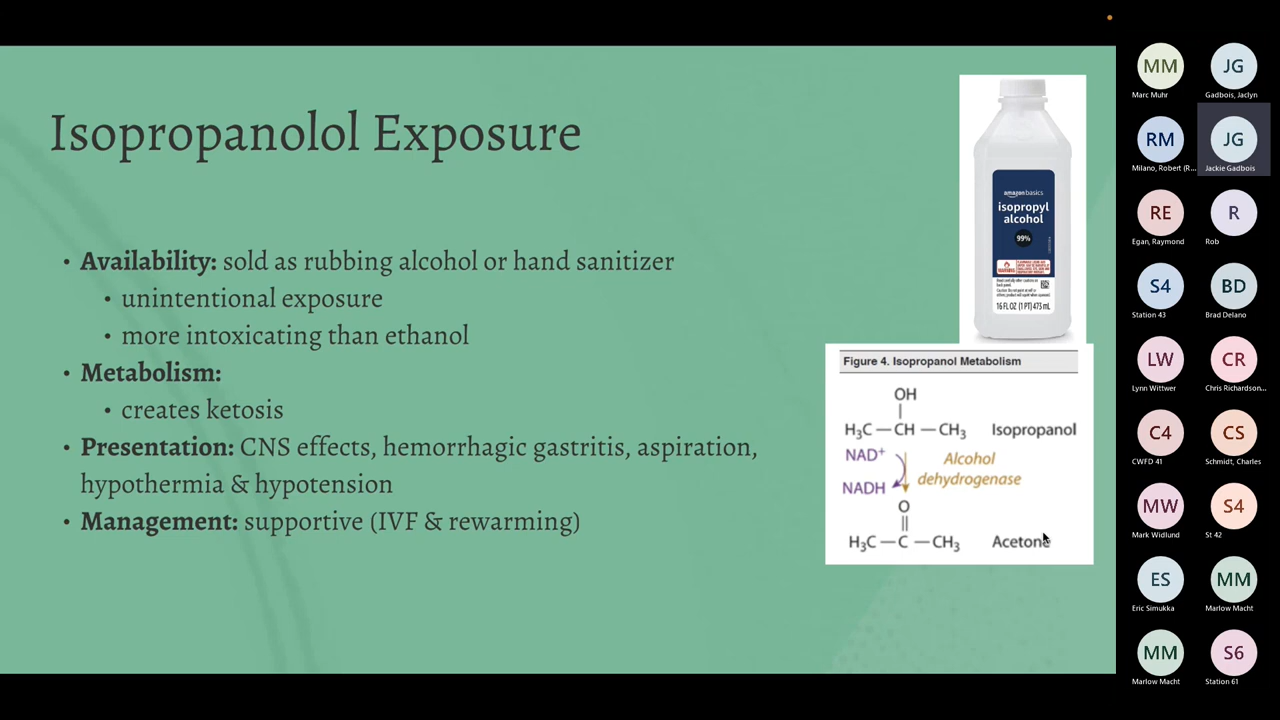 Isopropanolol Exposure
• Availability: sold as rubbing alcohol or hand sanitizer
• unintentional exposure
• more intoxicating than ethanol
• Metabolism:
• creates ketosis
• Presentation: CNS effects, hemorrhagic gastritis, aspiration,
hypothermia & hypotension
• Management: supportive (IVF & rewarming)
amazonbasics
isopropyl
alcohol
99%
16 FL OZ (1 PT) 473 mL
Figure 4. Isopropanol Metabolism
OH
H₃C — CH — CH₃ Isopropanol
NAD⁺
Alcohol
dehydrogenase
NADH
O
H₃C — C — CH₃ Acetone
MM JG
Marc Muhr Gadbois, Jaclyn
RM JG
Milano, Robert (R... Jackie Gadbois
RE R
Egan, Raymond Rob
S4 BD
Station 43 Brad Delano
LW CR
Lynn Wittwer Chris Richardson...
C4 CS
CWFD 41 Schmidt, Charles
MW S4
Mark Widlund St 42
ES MM
Eric Simukka Marlow Macht
MM S6
Marlow Macht Station 61